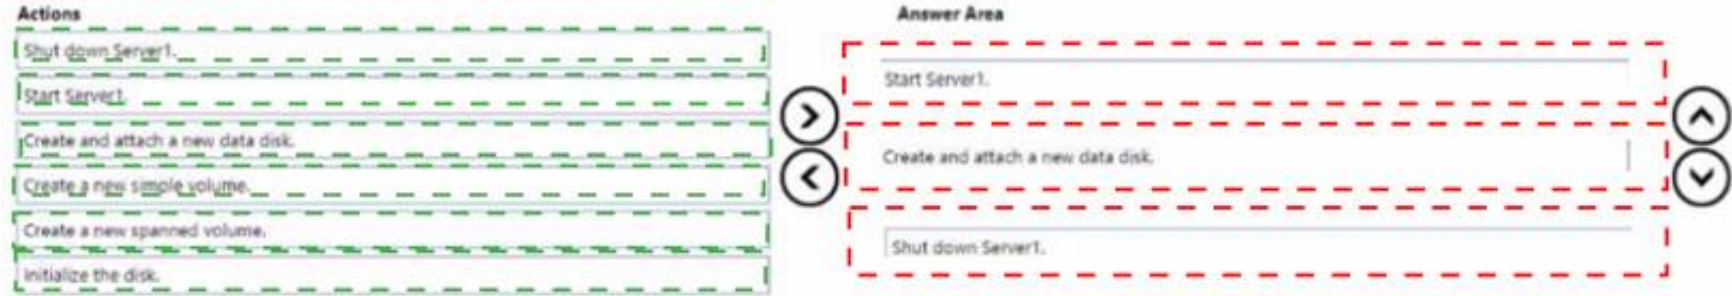 Actions
Shut down Server1.
Start Server1.
Create and attach a new data disk.
Create a new simple volume.
Create a new spanned volume.
Initialize the disk.
Answer Area
Start Server1.
Create and attach a new data disk.
Shut down Server1.